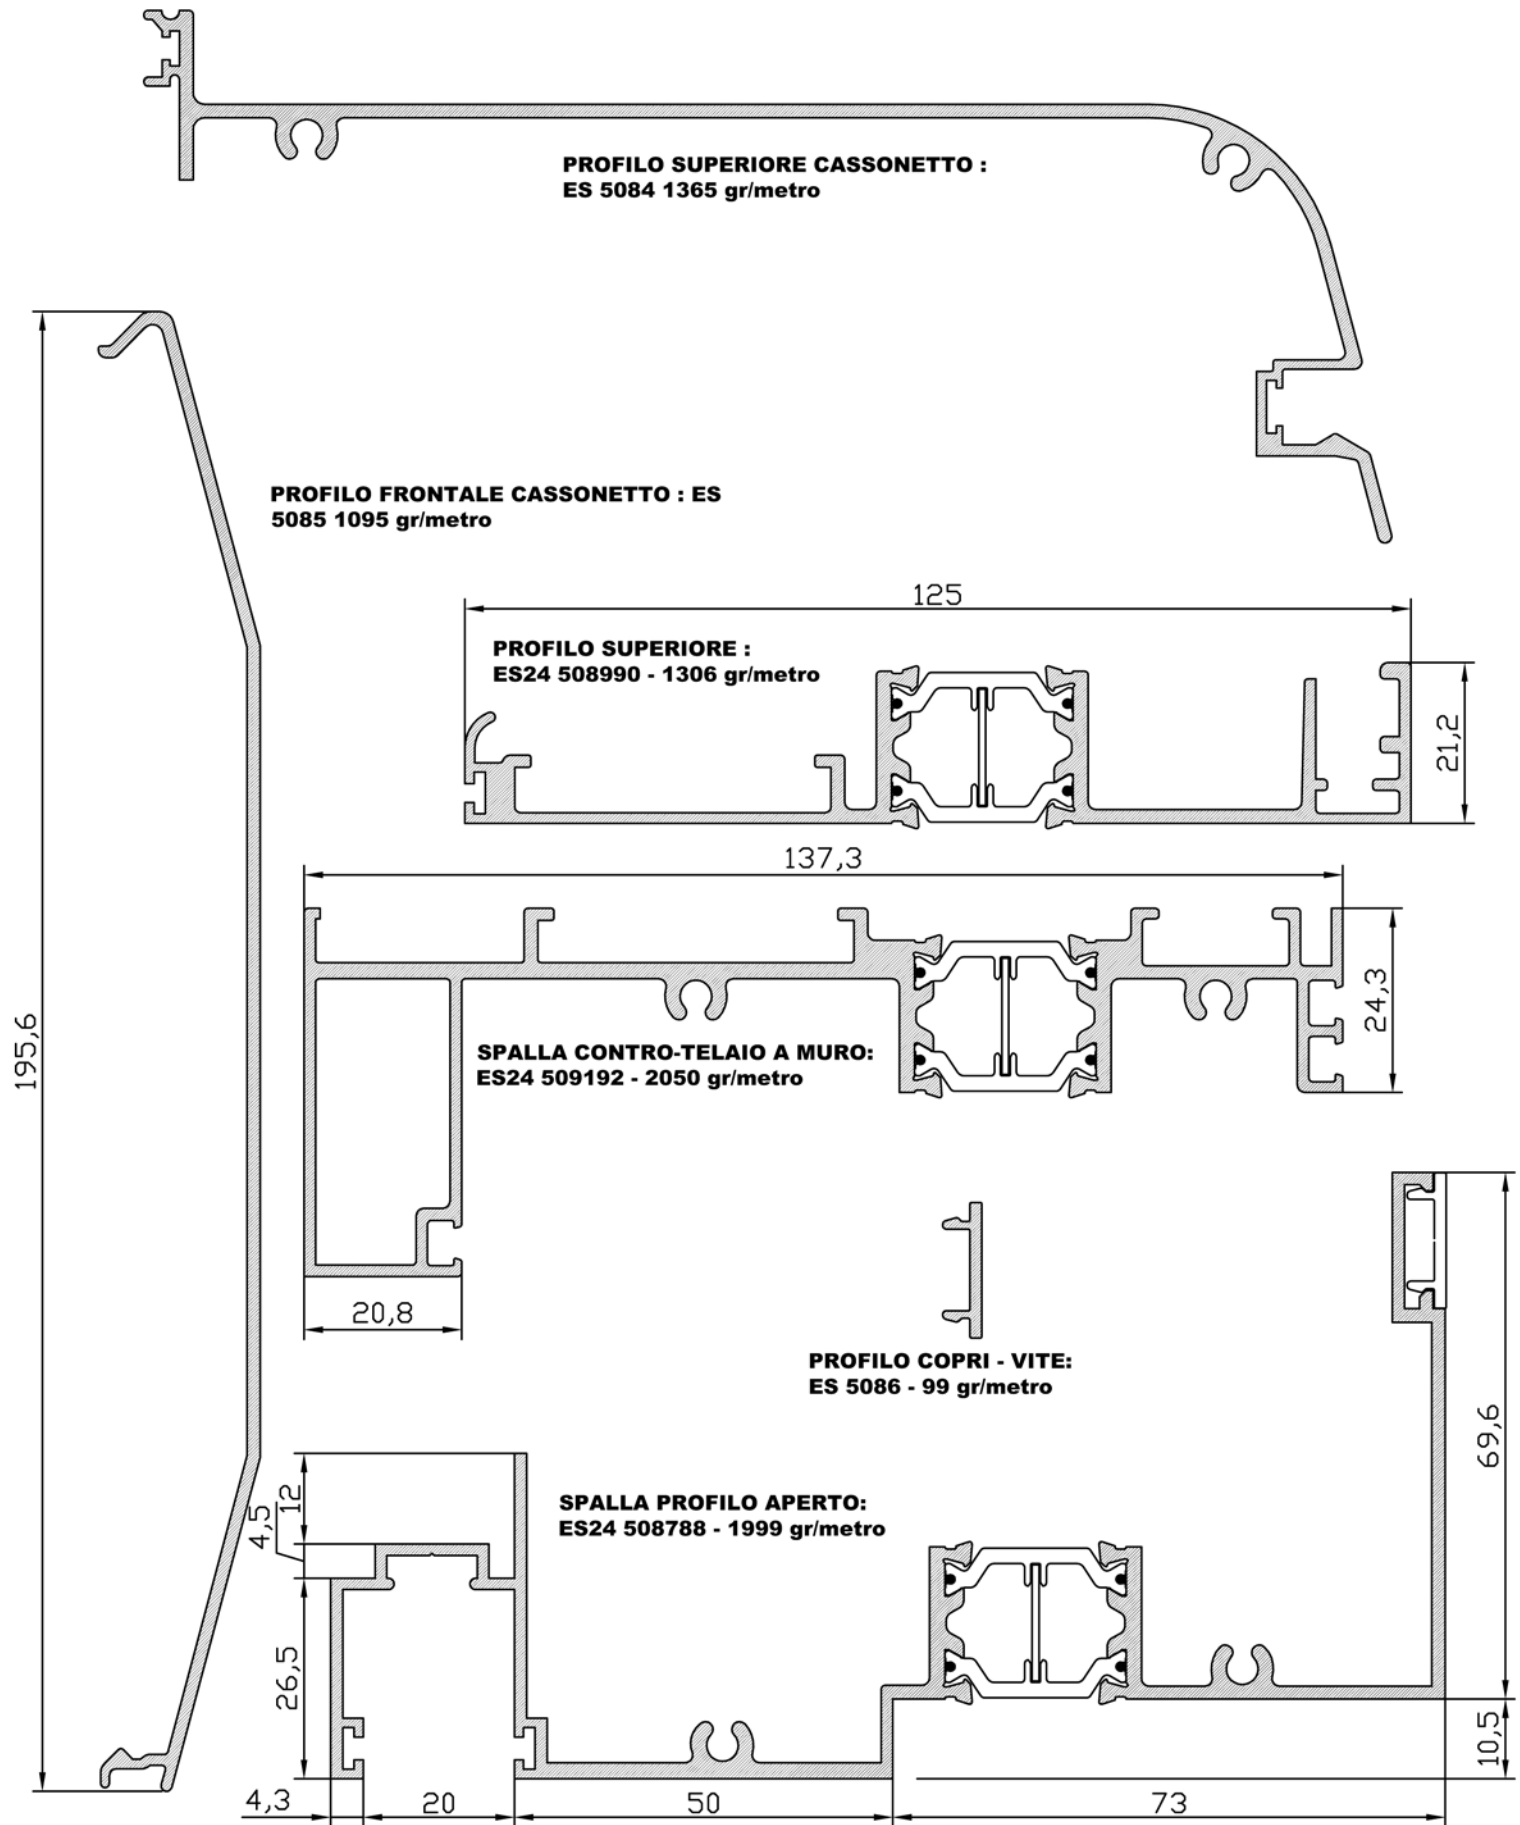 PROFILO SUPERIORE CASSONETTO :
ES 5084 1365 gr/metro
PROFILO FRONTALE CASSONETTO : ES
5085 1095 gr/metro
125
PROFILO SUPERIORE :
ES24 508990 - 1306 gr/metro
21,2
137,3
24,3
195,6
SPALLA CONTRO-TELAIO A MURO:
ES24 509192 - 2050 gr/metro
20,8
PROFILO COPRI - VITE:
ES 5086 - 99 gr/metro
69,6
12
4,5
SPALLA PROFILO APERTO:
ES24 508788 - 1999 gr/metro
26,5
10,5
4,3
20
50
73